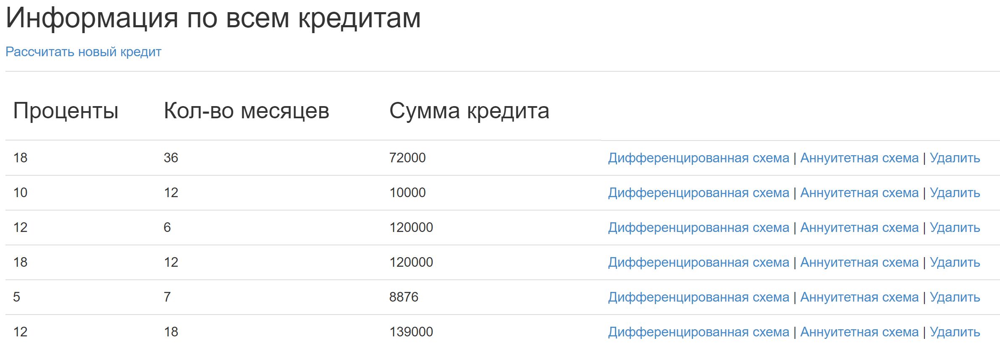 Информация по всем кредитам
Рассчитать новый кредит
Проценты Кол-во месяцев Сумма кредита
18 36 72000 Дифференцированная схема | Аннуитетная схема | Удалить
10 12 10000 Дифференцированная схема | Аннуитетная схема | Удалить
12 6 120000 Дифференцированная схема | Аннуитетная схема | Удалить
18 12 120000 Дифференцированная схема | Аннуитетная схема | Удалить
5 7 8876 Дифференцированная схема | Аннуитетная схема | Удалить
12 18 139000 Дифференцированная схема | Аннуитетная схема | Удалить